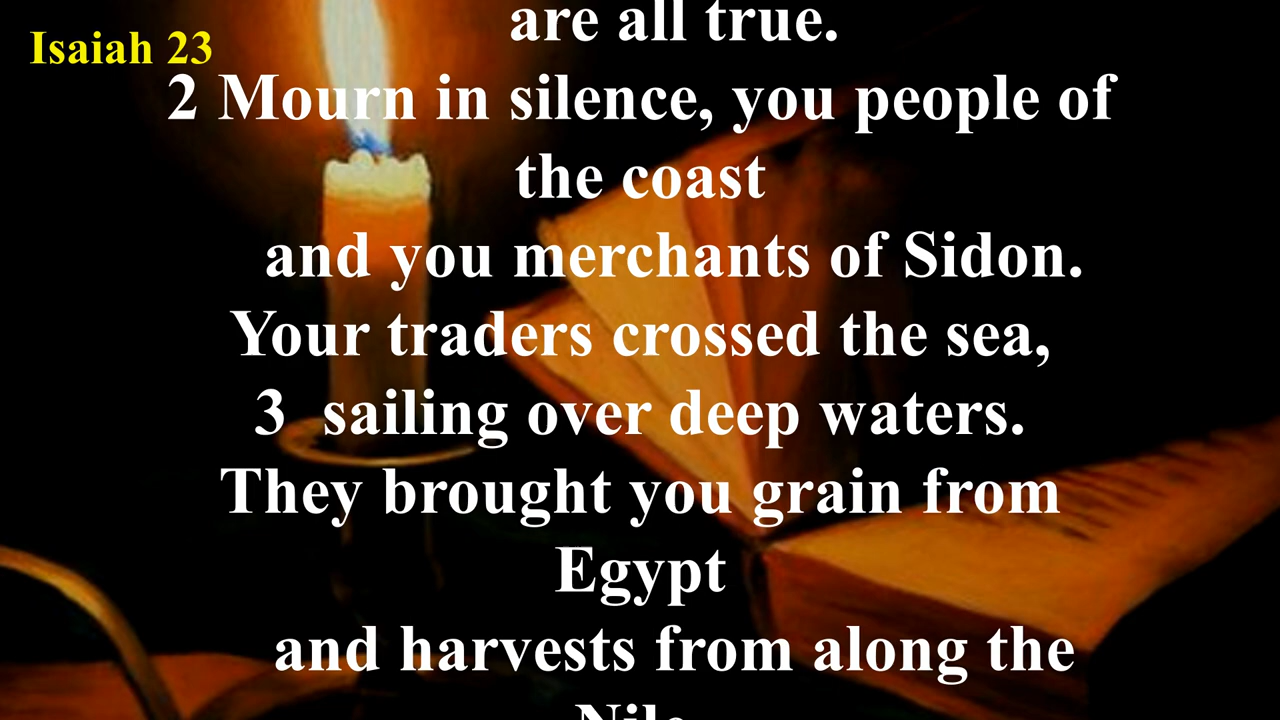 Isaiah 23
are all true.
2 Mourn in silence, you people of
the coast
and you merchants of Sidon.
Your traders crossed the sea,
3 sailing over deep waters.
They brought you grain from
Egypt
and harvests from along the
Nile